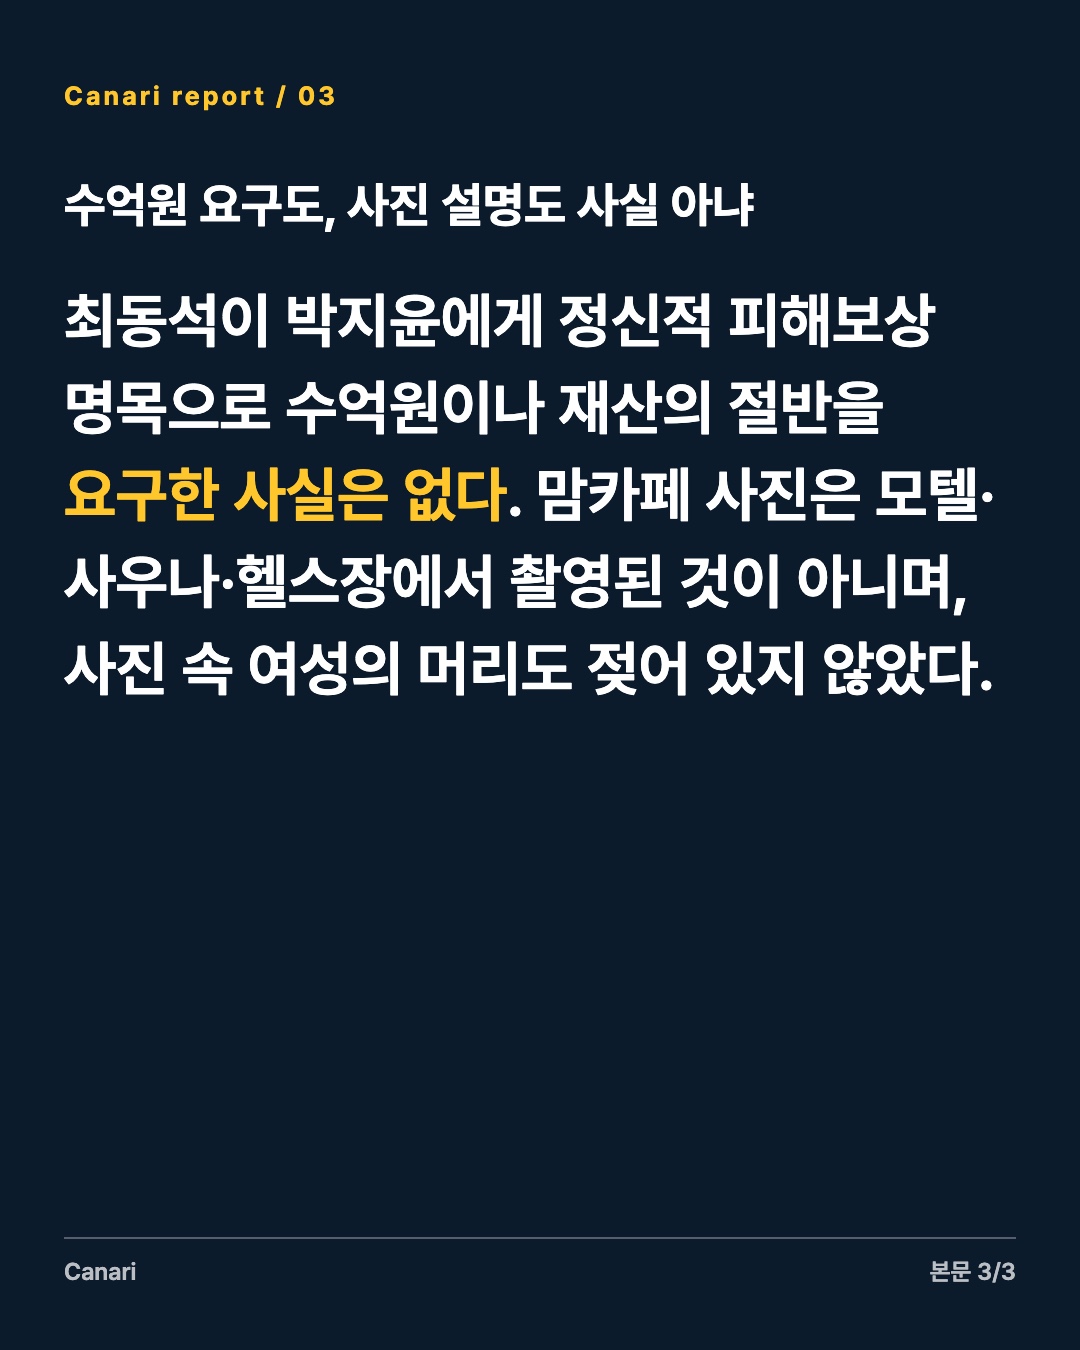 Canari report / 03
수억원 요구도, 사진 설명도 사실 아냐
최동석이 박지윤에게 정신적 피해보상
명목으로 수억원이나 재산의 절반을
요구한 사실은 없다. 맘카페 사진은 모텔·
사우나·헬스장에서 촬영된 것이 아니며,
사진 속 여성의 머리도 젖어 있지 않았다.
Canari
본문 3/3